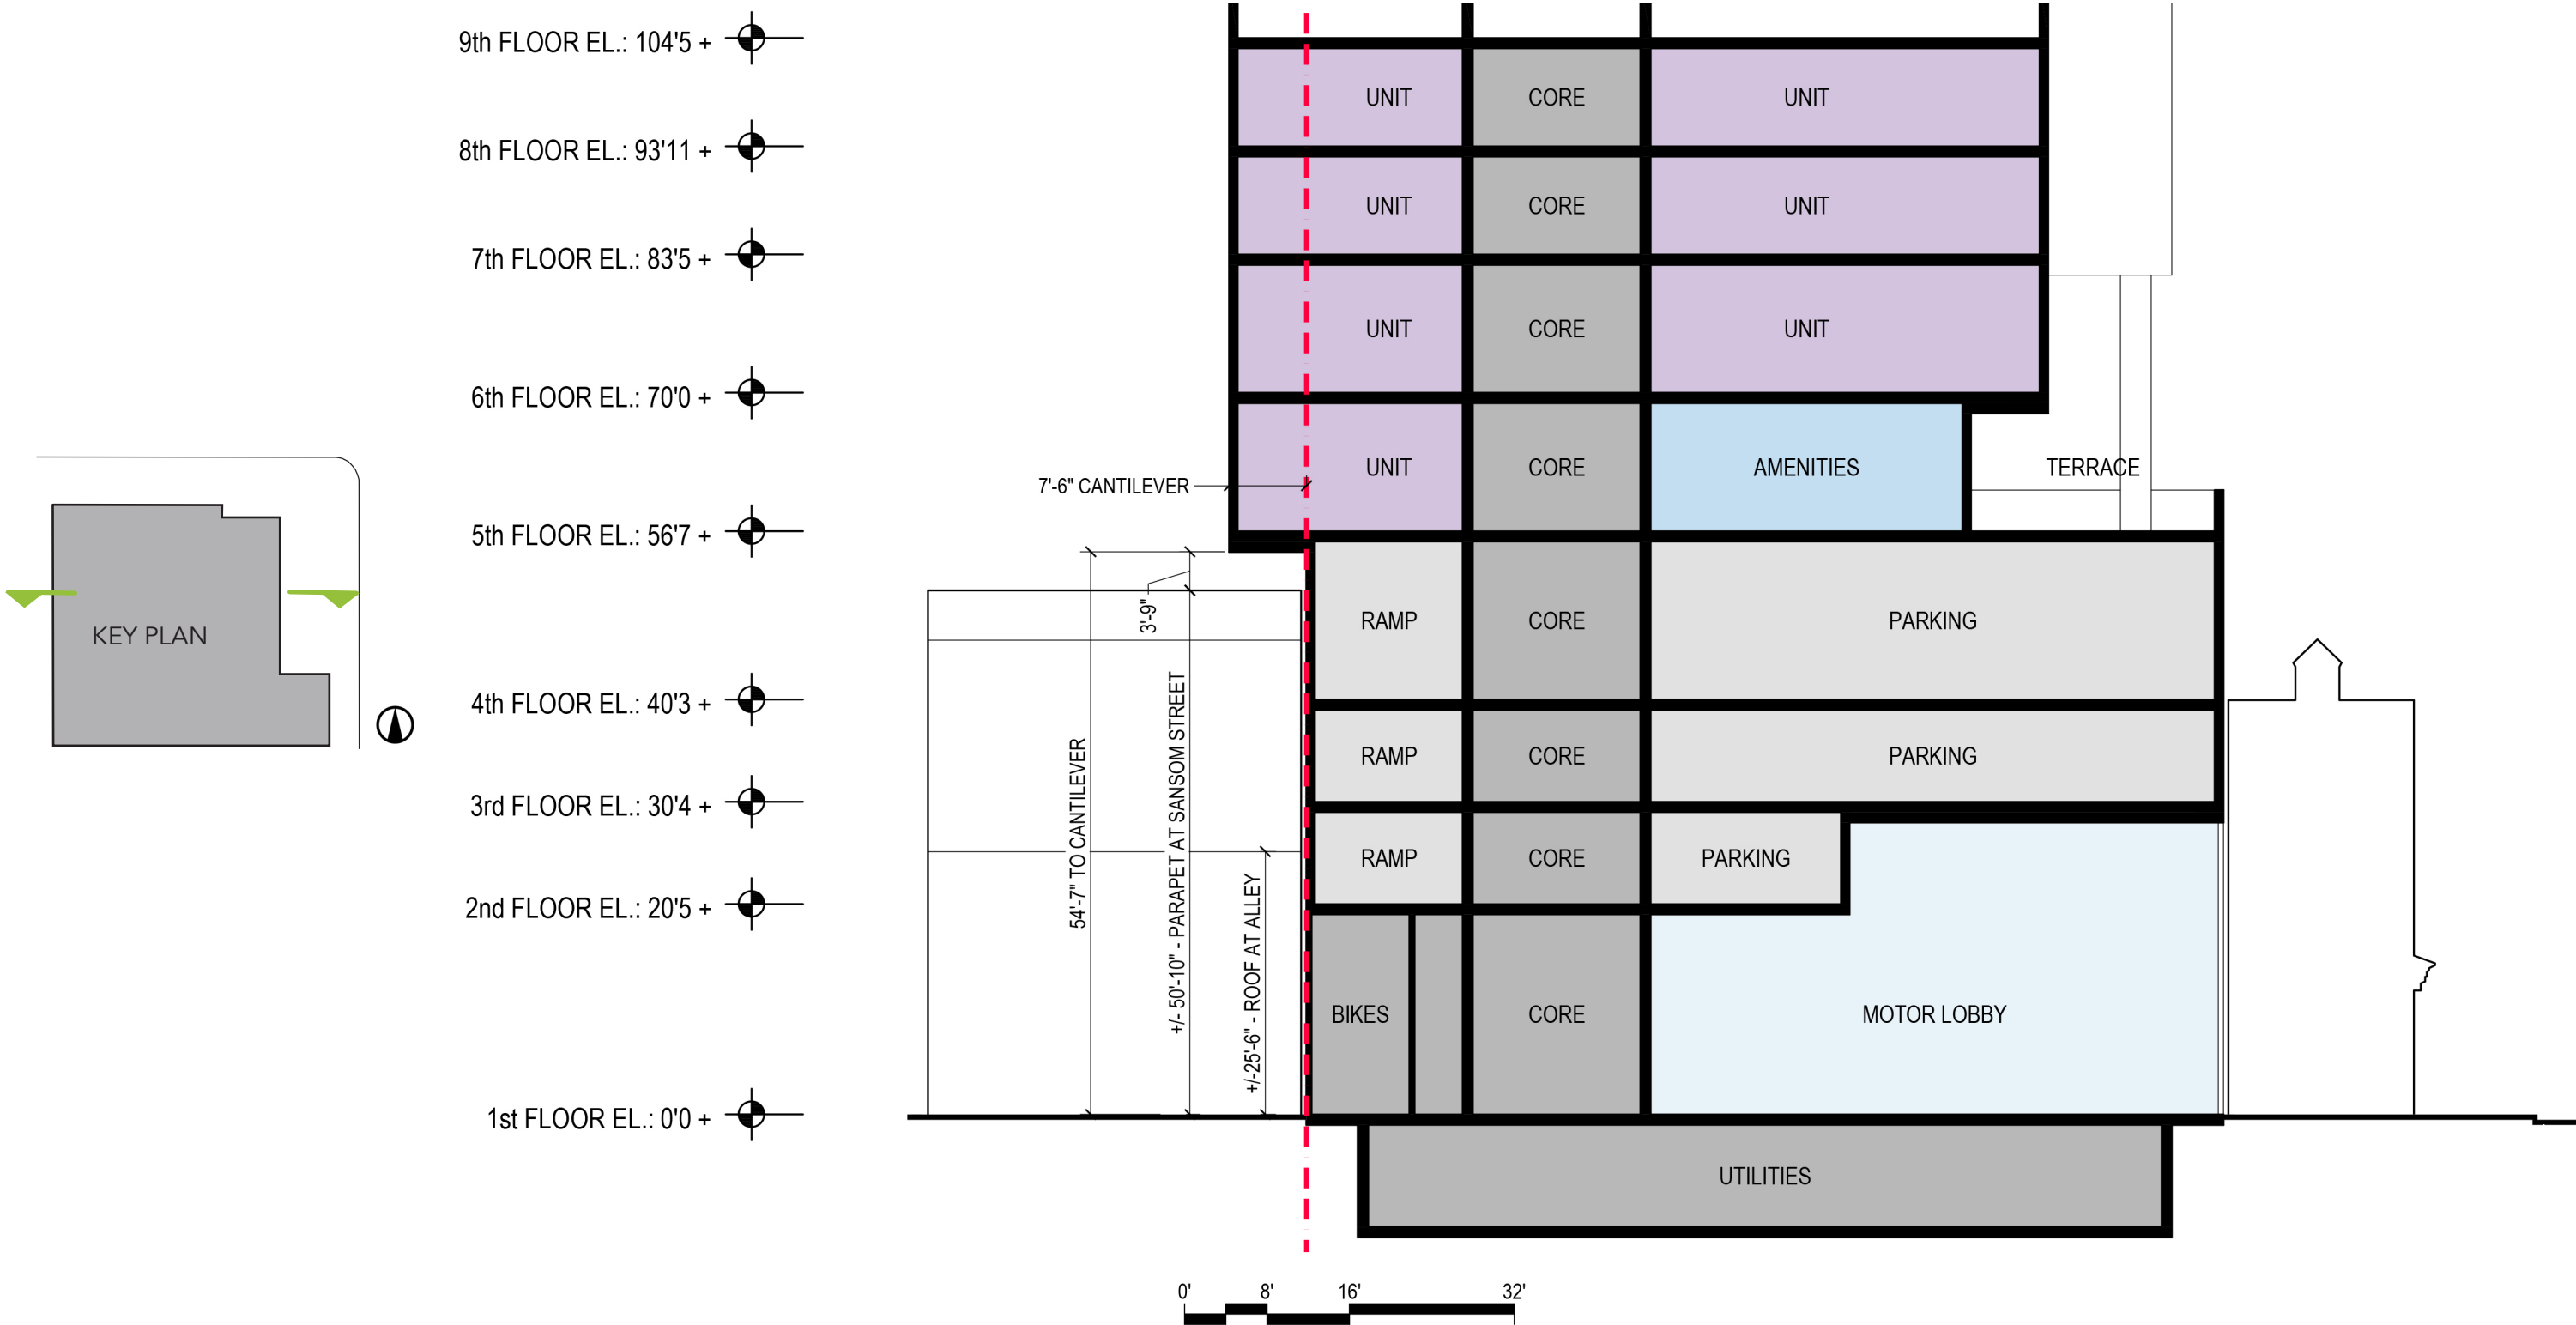 9th FLOOR EL.: 104'5 +
UNIT CORE UNIT
8th FLOOR EL.: 93'11 +
UNIT CORE UNIT
7th FLOOR EL.: 83'5 +
UNIT CORE UNIT
6th FLOOR EL.: 70'0 +
UNIT CORE AMENITIES TERRACE
7'-6" CANTILEVER
5th FLOOR EL.: 56'7 +
3'-9"
RAMP CORE PARKING
KEY PLAN
4th FLOOR EL.: 40'3 +
54'-7" TO CANTILEVER
+/- 50'-10" - PARAPET AT SANSOM STREET
+/-25'-6" - ROOF AT ALLEY
RAMP CORE PARKING
3rd FLOOR EL.: 30'4 +
RAMP CORE PARKING
2nd FLOOR EL.: 20'5 +
BIKES CORE MOTOR LOBBY
1st FLOOR EL.: 0'0 +
UTILITIES
0' 8' 16' 32'